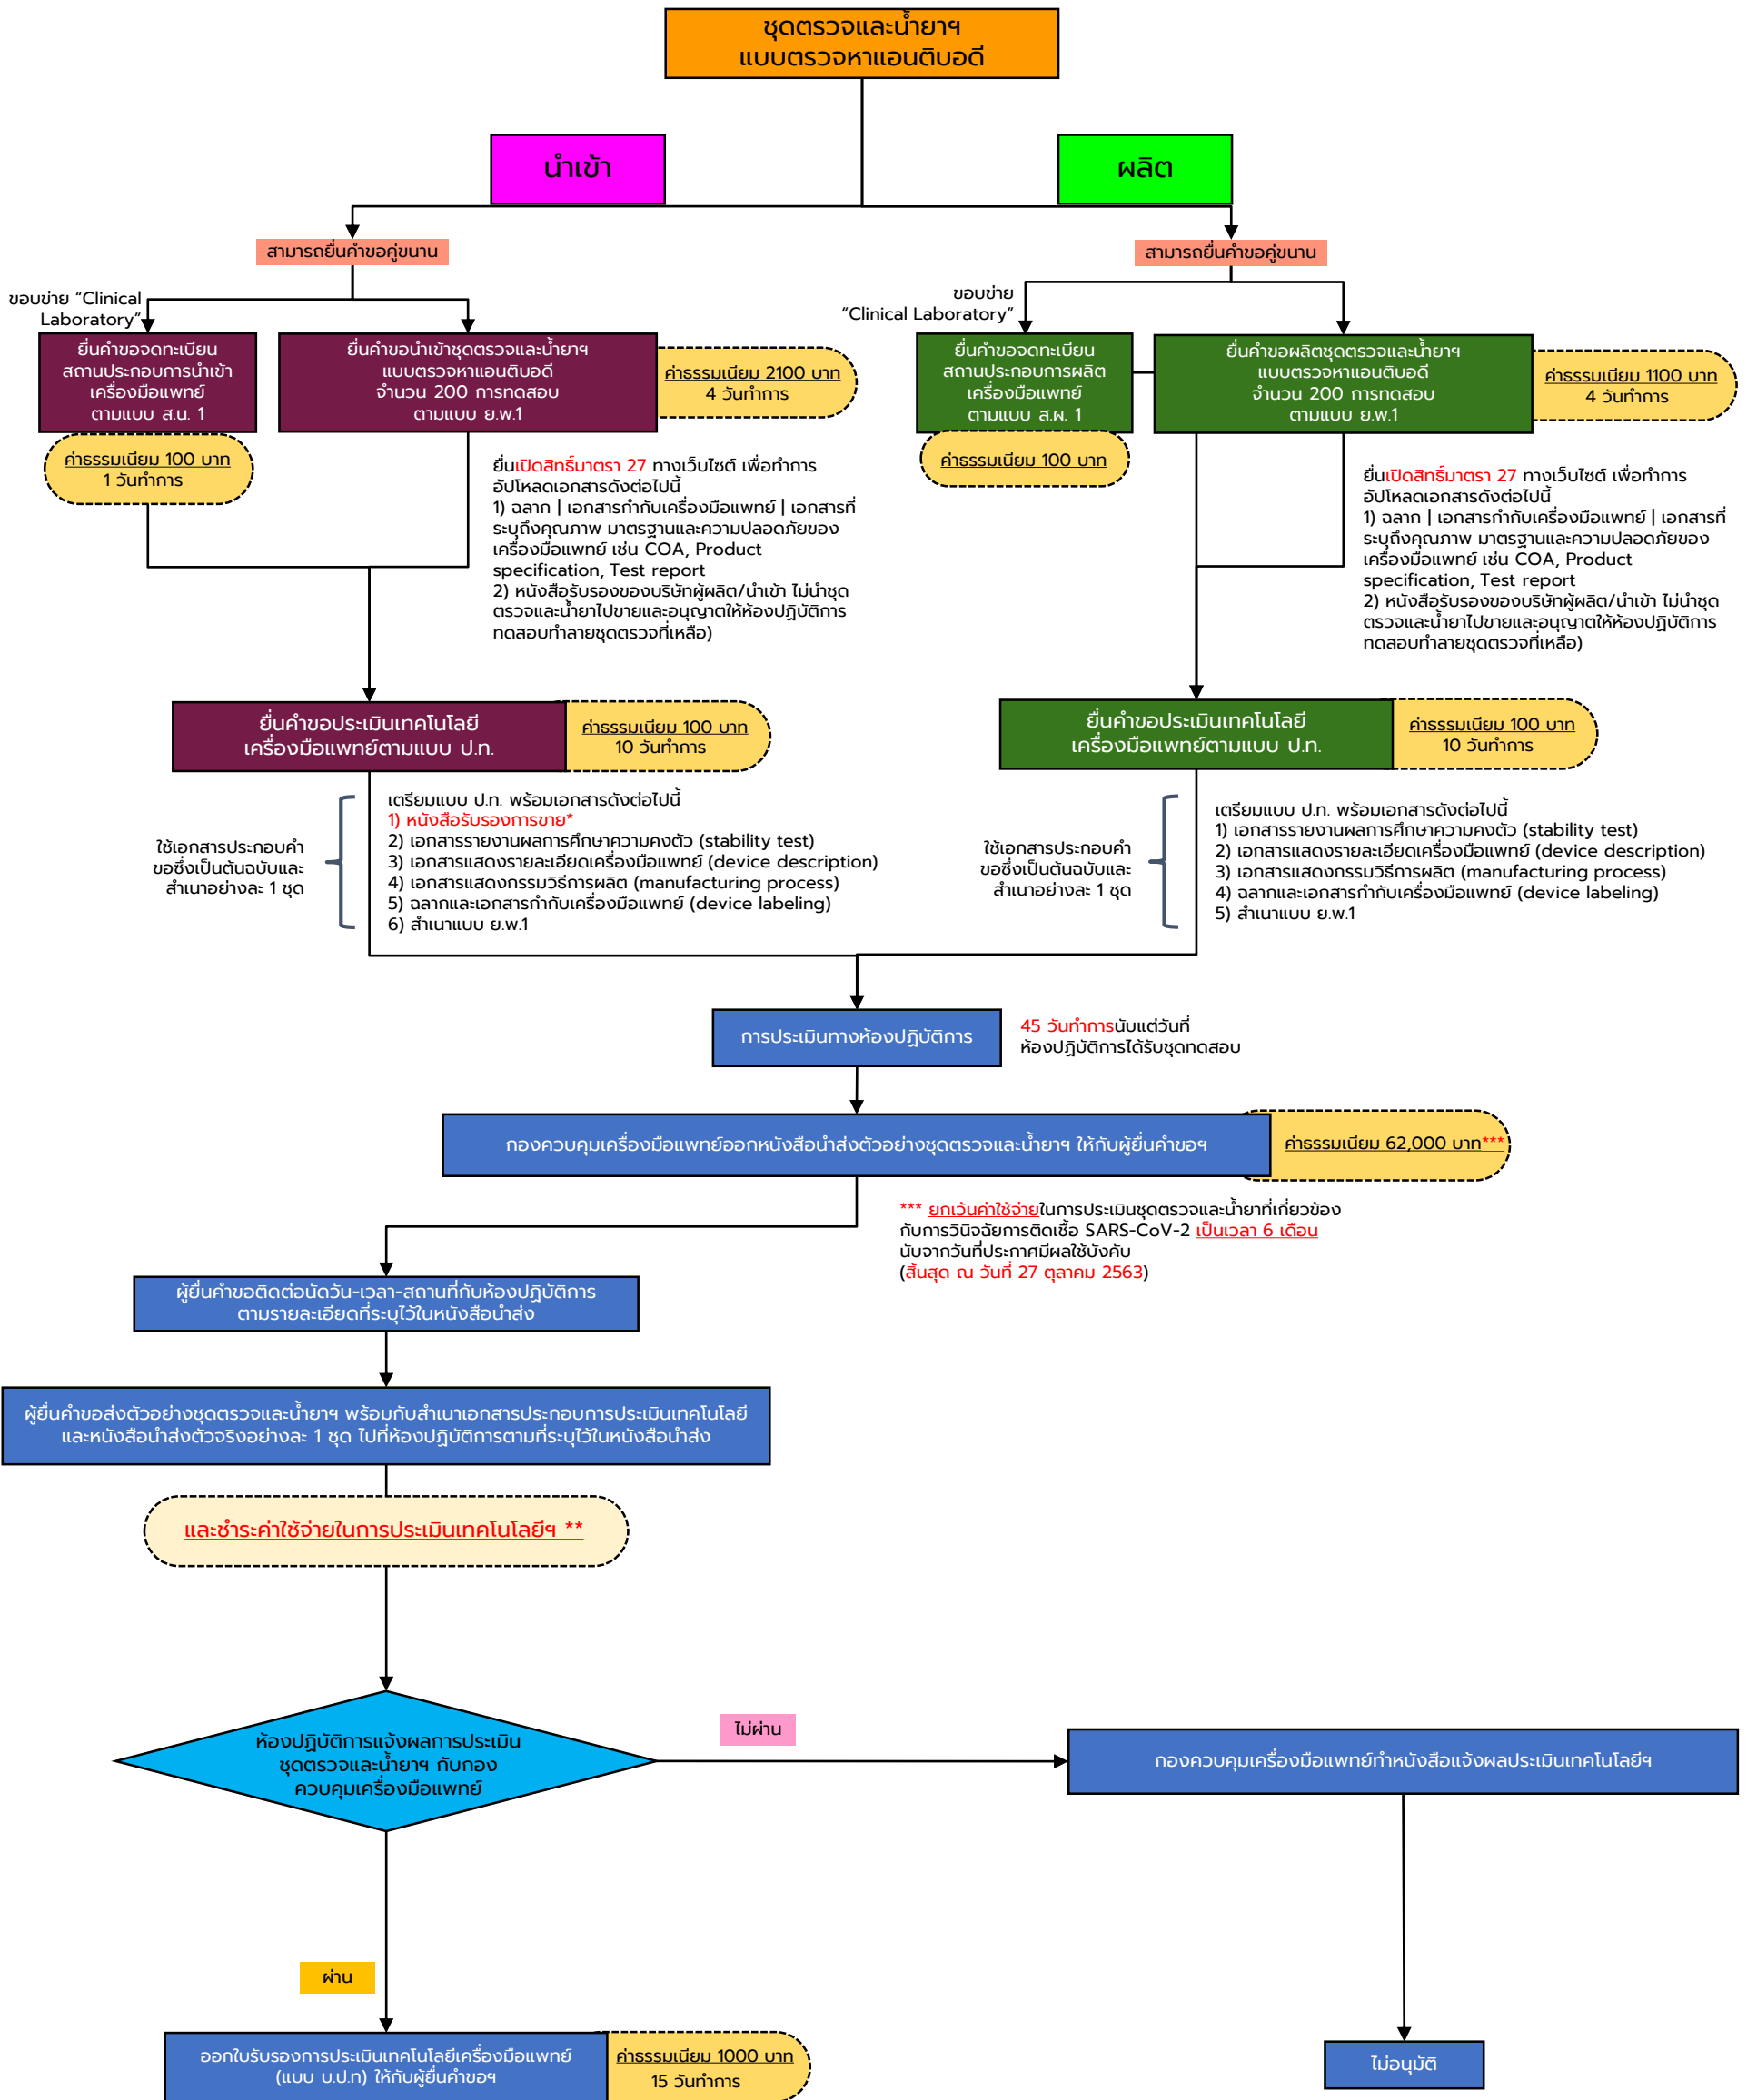 ชุดตรวจและน้ำยาฯ
แบบตรวจหาแอนติบอดี
นำเข้า
ผลิต
สามารถยื่นคำขอคู่ขนาน
สามารถยื่นคำขอคู่ขนาน
ขอบข่าย “Clinical
Laboratory”
ยื่นคำขอจดทะเบียน
สถานประกอบการนำเข้า
เครื่องมือแพทย์
ตามแบบ ส.น. 1
ค่าธรรมเนียม 100 บาท
1 วันทำการ
ยื่นคำขอนำเข้าชุดตรวจและน้ำยาฯ
แบบตรวจหาแอนติบอดี
จำนวน 200 การทดสอบ
ตามแบบ ย.พ.1
ค่าธรรมเนียม 2100 บาท
4 วันทำการ
ขอบข่าย
“Clinical Laboratory”
ยื่นคำขอจดทะเบียน
สถานประกอบการผลิต
เครื่องมือแพทย์
ตามแบบ ส.ผ. 1
ค่าธรรมเนียม 100 บาท
ยื่นคำขอผลิตชุดตรวจและน้ำยาฯ
แบบตรวจหาแอนติบอดี
จำนวน 200 การทดสอบ
ตามแบบ ย.พ.1
ค่าธรรมเนียม 1100 บาท
4 วันทำการ
ยื่นเปิดสิทธิ์มาตรา 27 ทางเว็บไซต์ เพื่อทำการ
อัปโหลดเอกสารดังต่อไปนี้
1) ฉลาก | เอกสารกำกับเครื่องมือแพทย์ | เอกสารที่
ระบุถึงคุณภาพ มาตรฐานและความปลอดภัยของ
เครื่องมือแพทย์ เช่น COA, Product
specification, Test report
2) หนังสือรับรองของบริษัทผู้ผลิต/นำเข้า ไม่นำชุด
ตรวจและน้ำยาไปขายและอนุญาตให้ห้องปฏิบัติการ
ทดสอบทำลายชุดตรวจที่เหลือ)
ยื่นเปิดสิทธิ์มาตรา 27 ทางเว็บไซต์ เพื่อทำการ
อัปโหลดเอกสารดังต่อไปนี้
1) ฉลาก | เอกสารกำกับเครื่องมือแพทย์ | เอกสารที่
ระบุถึงคุณภาพ มาตรฐานและความปลอดภัยของ
เครื่องมือแพทย์ เช่น COA, Product
specification, Test report
2) หนังสือรับรองของบริษัทผู้ผลิต/นำเข้า ไม่นำชุด
ตรวจและน้ำยาไปขายและอนุญาตให้ห้องปฏิบัติการ
ทดสอบทำลายชุดตรวจที่เหลือ)
ยื่นคำขอประเมินเทคโนโลยี
เครื่องมือแพทย์ตามแบบ ป.ท.
ค่าธรรมเนียม 100 บาท
10 วันทำการ
ยื่นคำขอประเมินเทคโนโลยี
เครื่องมือแพทย์ตามแบบ ป.ท.
ค่าธรรมเนียม 100 บาท
10 วันทำการ
ใช้เอกสารประกอบคำ
ขอซึ่งเป็นต้นฉบับและ
สำเนาอย่างละ 1 ชุด
เตรียมแบบ ป.ท. พร้อมเอกสารดังต่อไปนี้
1) หนังสือรับรองการขาย*
2) เอกสารรายงานผลการศึกษาความคงตัว (stability test)
3) เอกสารแสดงรายละเอียดเครื่องมือแพทย์ (device description)
4) เอกสารแสดงกรรมวิธีการผลิต (manufacturing process)
5) ฉลากและเอกสารกำกับเครื่องมือแพทย์ (device labeling)
6) สำเนาแบบ ย.พ.1
ใช้เอกสารประกอบคำ
ขอซึ่งเป็นต้นฉบับและ
สำเนาอย่างละ 1 ชุด
เตรียมแบบ ป.ท. พร้อมเอกสารดังต่อไปนี้
1) เอกสารรายงานผลการศึกษาความคงตัว (stability test)
2) เอกสารแสดงรายละเอียดเครื่องมือแพทย์ (device description)
3) เอกสารแสดงกรรมวิธีการผลิต (manufacturing process)
4) ฉลากและเอกสารกำกับเครื่องมือแพทย์ (device labeling)
5) สำเนาแบบ ย.พ.1
การประเมินทางห้องปฏิบัติการ
45 วันทำการนับแต่วันที่
ห้องปฏิบัติการได้รับชุดทดสอบ
กองควบคุมเครื่องมือแพทย์ออกหนังสือนำส่งตัวอย่างชุดตรวจและน้ำยาฯ ให้กับผู้ยื่นคำขอฯ
ค่าธรรมเนียม 62,000 บาท***
*** ยกเว้นค่าใช้จ่ายในการประเมินชุดตรวจและน้ำยาที่เกี่ยวข้อง
กับการวินิจฉัยการติดเชื้อ SARS-CoV-2 เป็นเวลา 6 เดือน
นับจากวันที่ประกาศมีผลใช้บังคับ
(สิ้นสุด ณ วันที่ 27 ตุลาคม 2563)
ผู้ยื่นคำขอติดต่อนัดวัน-เวลา-สถานที่กับห้องปฏิบัติการ
ตามรายละเอียดที่ระบุไว้ในหนังสือนำส่ง
ผู้ยื่นคำขอส่งตัวอย่างชุดตรวจและน้ำยาฯ พร้อมกับสำเนาเอกสารประกอบการประเมินเทคโนโลยี
และหนังสือนำส่งตัวจริงอย่างละ 1 ชุด ไปที่ห้องปฏิบัติการตามที่ระบุไว้ในหนังสือนำส่ง
และชำระค่าใช้จ่ายในการประเมินเทคโนโลยีฯ **
ห้องปฏิบัติการแจ้งผลการประเมิน
ชุดตรวจและน้ำยาฯ กับกอง
ควบคุมเครื่องมือแพทย์
ไม่ผ่าน
กองควบคุมเครื่องมือแพทย์ทำหนังสือแจ้งผลประเมินเทคโนโลยีฯ
ผ่าน
ออกใบรับรองการประเมินเทคโนโลยีเครื่องมือแพทย์
(แบบ บ.ป.ท) ให้กับผู้ยื่นคำขอฯ
ค่าธรรมเนียม 1000 บาท
15 วันทำการ
ไม่อนุมัติ